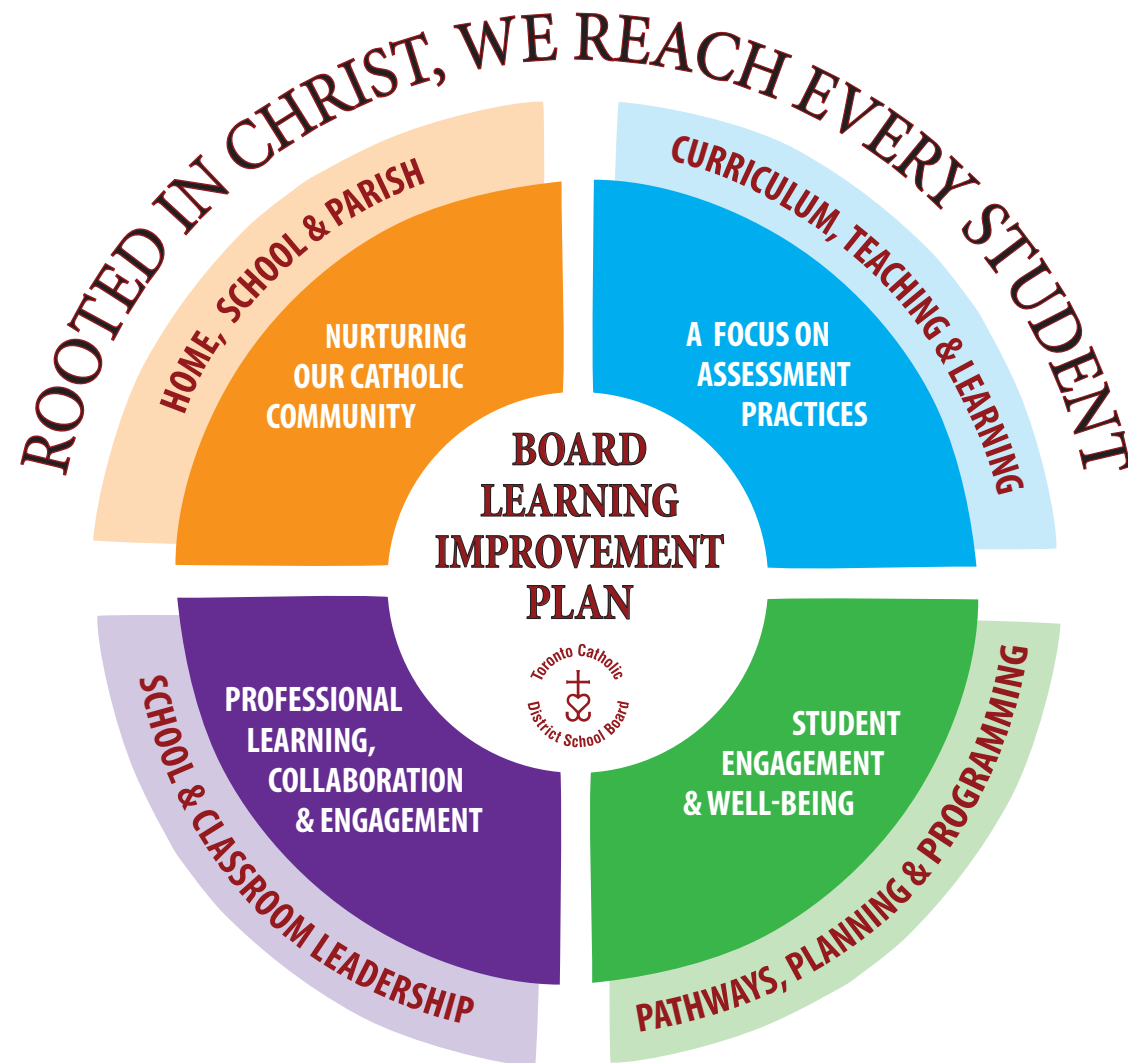 ROOTED IN CHRIST, WE REACH EVERY STUDENT
HOME, SCHOOL & PARISH
NURTURING
OUR CATHOLIC
COMMUNITY
CURRICULUM, TEACHING & LEARNING
A FOCUS ON
ASSESSMENT
PRACTICES
BOARD
LEARNING
IMPROVEMENT
PLAN
Toronto Catholic
District School Board
SCHOOL & CLASSROOM LEADERSHIP
PROFESSIONAL
LEARNING,
COLLABORATION
& ENGAGEMENT
STUDENT
ENGAGEMENT
& WELL-BEING
PATHWAYS, PLANNING & PROGRAMMING